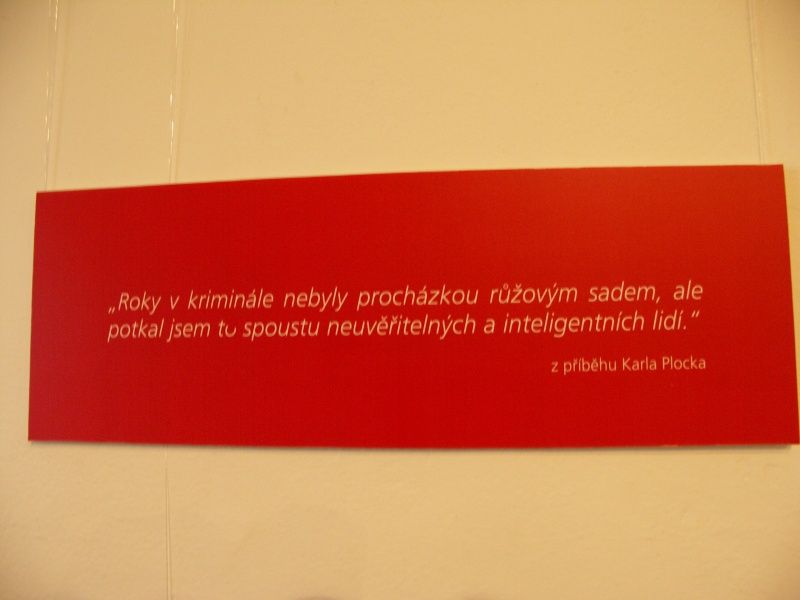 „Roky v kriminále nebyly procházkou růžovým sadem, ale
potkal jsem tu spoustu neuvěřitelných a inteligentních lidí.“
z příběhu Karla Plocka